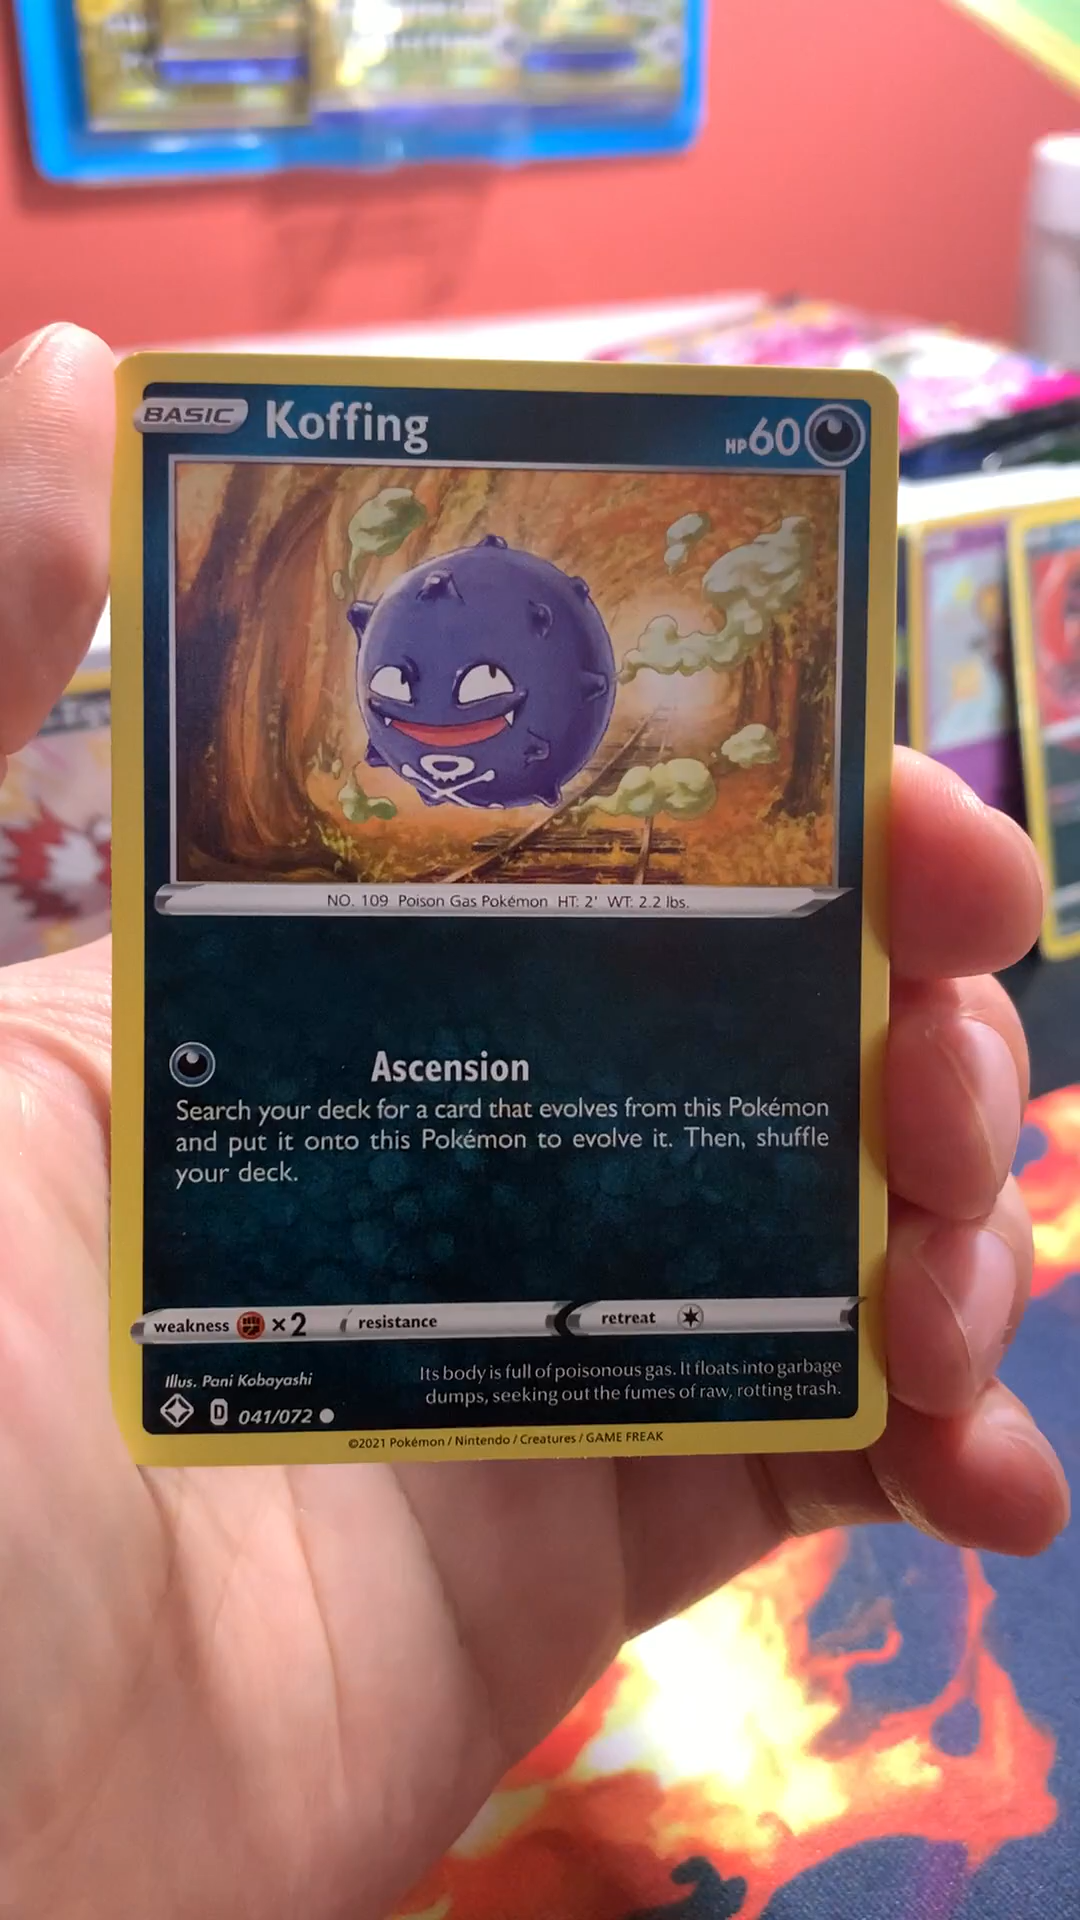 BASIC Koffing HP60
NO. 109 Poison Gas Pokémon HT: 2' WT: 2.2 lbs.
Ascension
Search your deck for a card that evolves from this Pokémon
and put it onto this Pokémon to evolve it. Then, shuffle
your deck.
weakness ×2 resistance retreat
Illus. Pani Kobayashi
Its body is full of poisonous gas. It floats into garbage
dumps, seeking out the fumes of raw, rotting trash.
D 041/072
©2021 Pokémon / Nintendo / Creatures / GAME FREAK